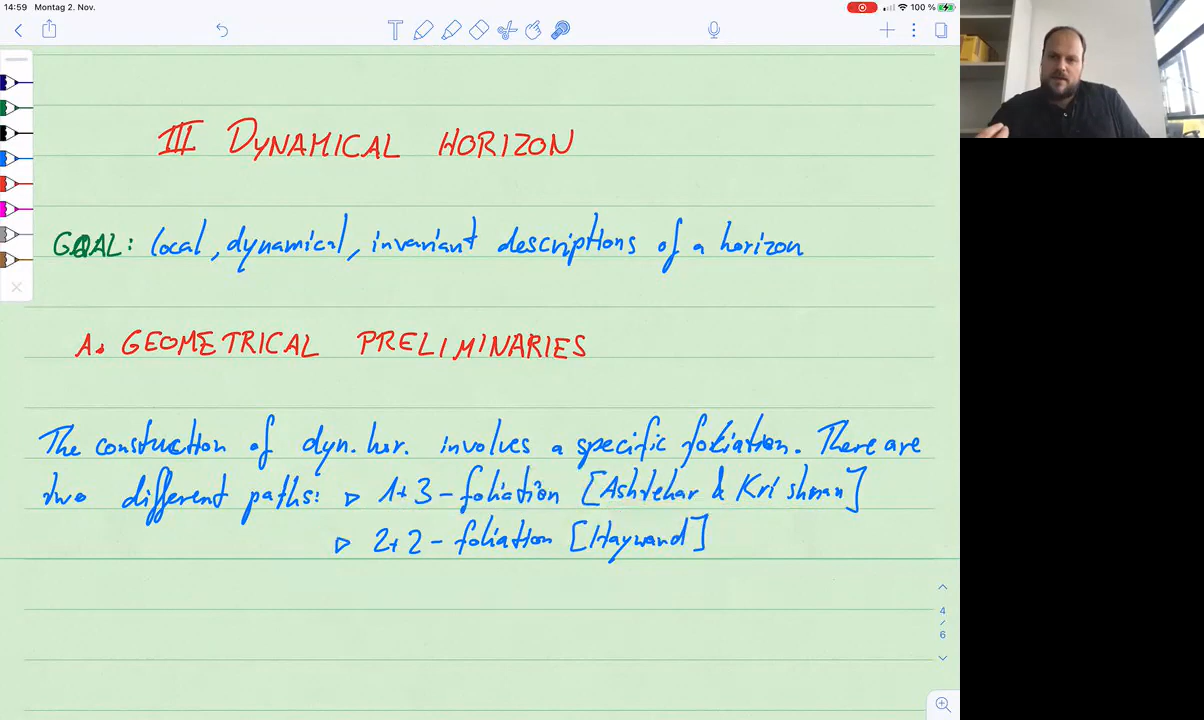 14:59 Montag 2. Nov. 100 %
III DYNAMICAL HORIZON
GOAL: local, dynamical, invariant descriptions of a horizon
A. GEOMETRICAL PRELIMINARIES
The construction of dyn. hor. involves a specific foliation. There are
two different paths: ▷ 1+3-foliation [Ashtekar & Krishnan]
▷ 2+2-foliation [Hayward]
4
/
6